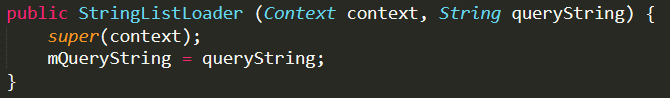 public StringListLoader (Context context, String queryString) {
    super(context);
    mQueryString = queryString;
}